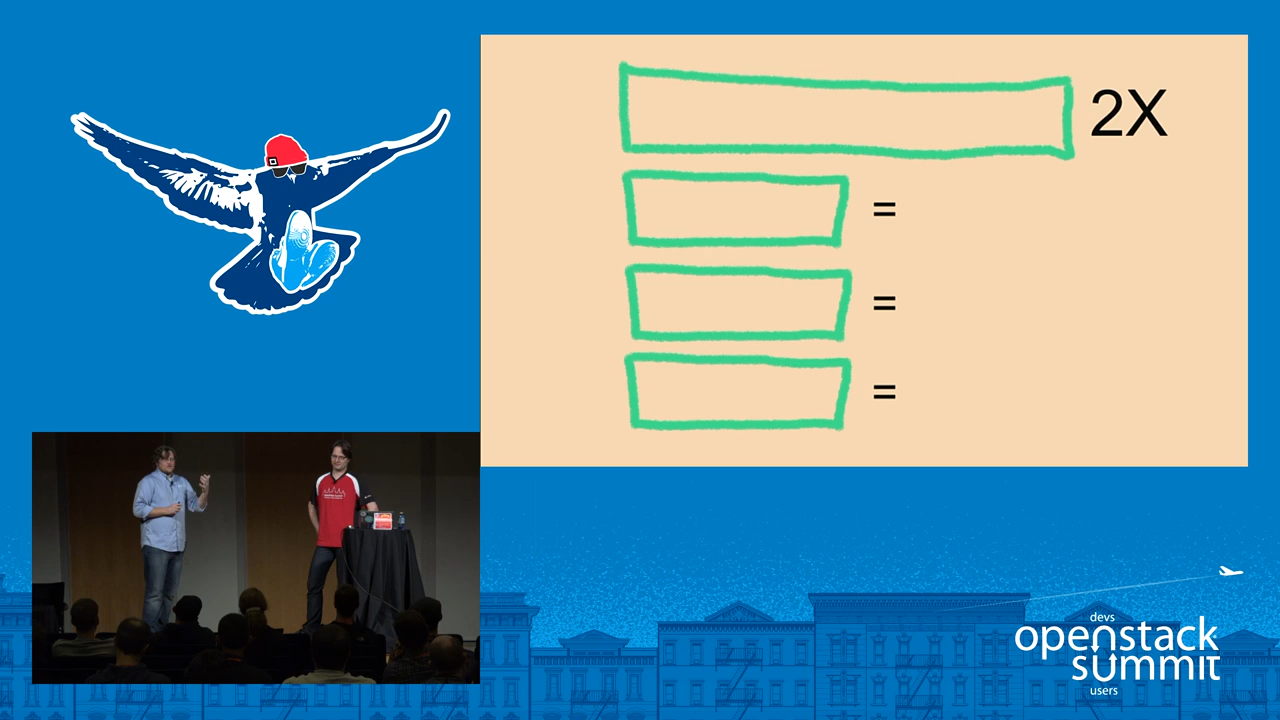 2X
=
=
=
devs
openstack
summit
users